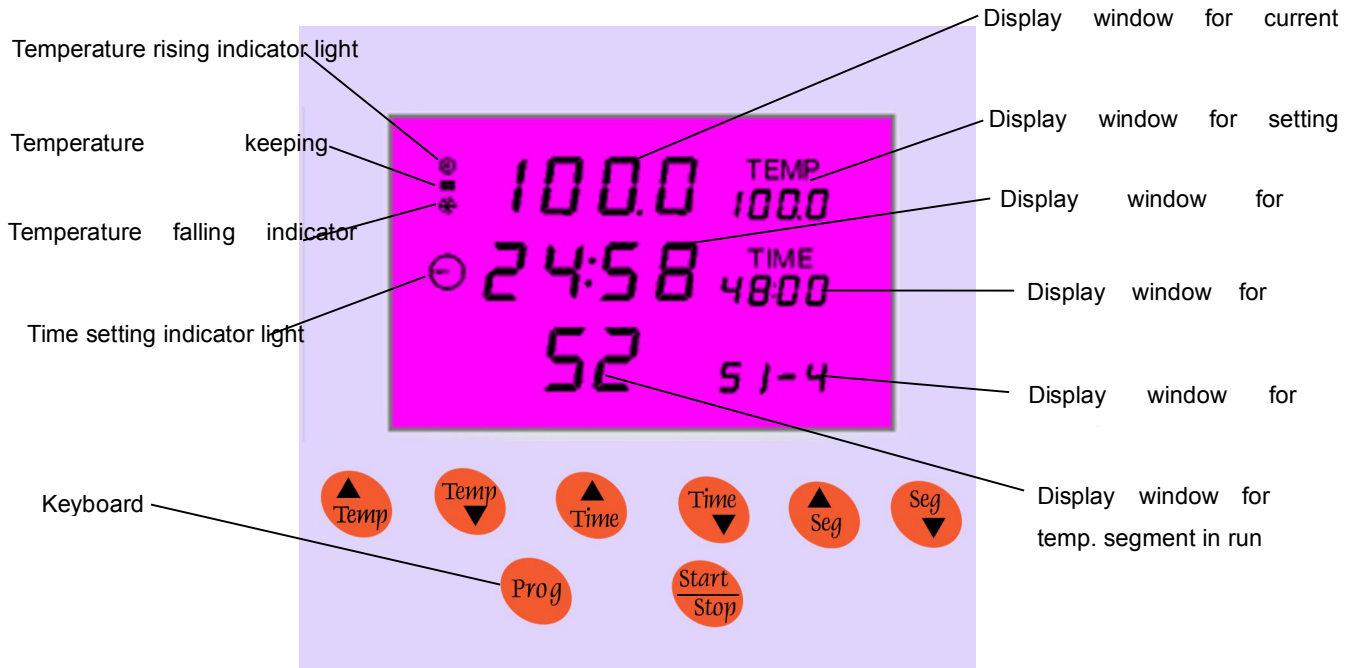 Display window for current
Temperature rising indicator light
Display window for setting
Temperature keeping
100.0
TEMP
100.0
Display window for
Temperature falling indicator
24:58
TIME
48:00
Display window for
Time setting indicator light
S2
S1-4
Display window for
Keyboard
Temp
Temp
Time
Time
Seg
Seg
Display window for
temp. segment in run
Prog
Start
Stop